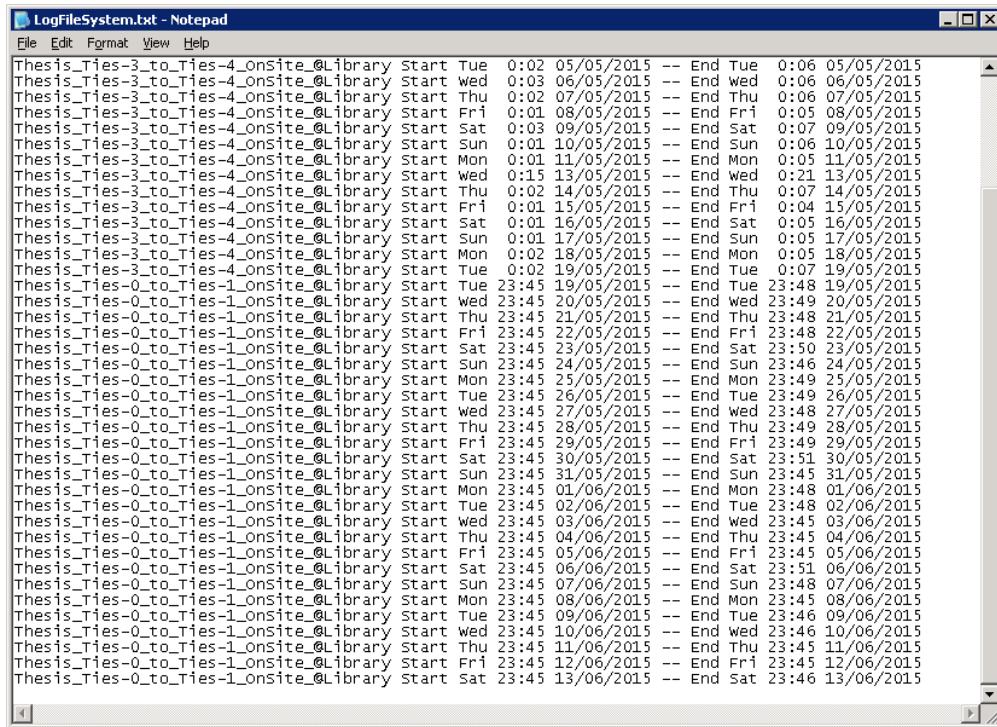 LogFileSystem.txt - Notepad
File Edit Format View Help
Thesis_Ties-3_to_Ties-4_OnSite_@Library Start Tue  0:02 05/05/2015 -- End Tue  0:06 05/05/2015
Thesis_Ties-3_to_Ties-4_OnSite_@Library Start Wed  0:03 06/05/2015 -- End Wed  0:06 06/05/2015
Thesis_Ties-3_to_Ties-4_OnSite_@Library Start Thu  0:02 07/05/2015 -- End Thu  0:06 07/05/2015
Thesis_Ties-3_to_Ties-4_OnSite_@Library Start Fri  0:01 08/05/2015 -- End Fri  0:05 08/05/2015
Thesis_Ties-3_to_Ties-4_OnSite_@Library Start Sat  0:03 09/05/2015 -- End Sat  0:07 09/05/2015
Thesis_Ties-3_to_Ties-4_OnSite_@Library Start Sun  0:01 10/05/2015 -- End Sun  0:06 10/05/2015
Thesis_Ties-3_to_Ties-4_OnSite_@Library Start Mon  0:01 11/05/2015 -- End Mon  0:05 11/05/2015
Thesis_Ties-3_to_Ties-4_OnSite_@Library Start Wed  0:15 13/05/2015 -- End Wed  0:21 13/05/2015
Thesis_Ties-3_to_Ties-4_OnSite_@Library Start Thu  0:02 14/05/2015 -- End Thu  0:07 14/05/2015
Thesis_Ties-3_to_Ties-4_OnSite_@Library Start Fri  0:01 15/05/2015 -- End Fri  0:04 15/05/2015
Thesis_Ties-3_to_Ties-4_OnSite_@Library Start Sat  0:01 16/05/2015 -- End Sat  0:05 16/05/2015
Thesis_Ties-3_to_Ties-4_OnSite_@Library Start Sun  0:01 17/05/2015 -- End Sun  0:05 17/05/2015
Thesis_Ties-3_to_Ties-4_OnSite_@Library Start Mon  0:02 18/05/2015 -- End Mon  0:05 18/05/2015
Thesis_Ties-3_to_Ties-4_OnSite_@Library Start Tue  0:02 19/05/2015 -- End Tue  0:07 19/05/2015
Thesis_Ties-0_to_Ties-1_OnSite_@Library Start Tue 23:45 19/05/2015 -- End Tue 23:48 19/05/2015
Thesis_Ties-0_to_Ties-1_OnSite_@Library Start Wed 23:45 20/05/2015 -- End Wed 23:49 20/05/2015
Thesis_Ties-0_to_Ties-1_OnSite_@Library Start Thu 23:45 21/05/2015 -- End Thu 23:48 21/05/2015
Thesis_Ties-0_to_Ties-1_OnSite_@Library Start Fri 23:45 22/05/2015 -- End Fri 23:48 22/05/2015
Thesis_Ties-0_to_Ties-1_OnSite_@Library Start Sat 23:45 23/05/2015 -- End Sat 23:50 23/05/2015
Thesis_Ties-0_to_Ties-1_OnSite_@Library Start Sun 23:45 24/05/2015 -- End Sun 23:46 24/05/2015
Thesis_Ties-0_to_Ties-1_OnSite_@Library Start Mon 23:45 25/05/2015 -- End Mon 23:49 25/05/2015
Thesis_Ties-0_to_Ties-1_OnSite_@Library Start Tue 23:45 26/05/2015 -- End Tue 23:49 26/05/2015
Thesis_Ties-0_to_Ties-1_OnSite_@Library Start Wed 23:45 27/05/2015 -- End Wed 23:48 27/05/2015
Thesis_Ties-0_to_Ties-1_OnSite_@Library Start Thu 23:45 28/05/2015 -- End Thu 23:49 28/05/2015
Thesis_Ties-0_to_Ties-1_OnSite_@Library Start Fri 23:45 29/05/2015 -- End Fri 23:49 29/05/2015
Thesis_Ties-0_to_Ties-1_OnSite_@Library Start Sat 23:45 30/05/2015 -- End Sat 23:51 30/05/2015
Thesis_Ties-0_to_Ties-1_OnSite_@Library Start Sun 23:45 31/05/2015 -- End Sun 23:45 31/05/2015
Thesis_Ties-0_to_Ties-1_OnSite_@Library Start Mon 23:45 01/06/2015 -- End Mon 23:48 01/06/2015
Thesis_Ties-0_to_Ties-1_OnSite_@Library Start Tue 23:45 02/06/2015 -- End Tue 23:48 02/06/2015
Thesis_Ties-0_to_Ties-1_OnSite_@Library Start Wed 23:45 03/06/2015 -- End Wed 23:45 03/06/2015
Thesis_Ties-0_to_Ties-1_OnSite_@Library Start Thu 23:45 04/06/2015 -- End Thu 23:45 04/06/2015
Thesis_Ties-0_to_Ties-1_OnSite_@Library Start Fri 23:45 05/06/2015 -- End Fri 23:45 05/06/2015
Thesis_Ties-0_to_Ties-1_OnSite_@Library Start Sat 23:45 06/06/2015 -- End Sat 23:51 06/06/2015
Thesis_Ties-0_to_Ties-1_OnSite_@Library Start Sun 23:45 07/06/2015 -- End Sun 23:48 07/06/2015
Thesis_Ties-0_to_Ties-1_OnSite_@Library Start Mon 23:45 08/06/2015 -- End Mon 23:45 08/06/2015
Thesis_Ties-0_to_Ties-1_OnSite_@Library Start Tue 23:45 09/06/2015 -- End Tue 23:46 09/06/2015
Thesis_Ties-0_to_Ties-1_OnSite_@Library Start Wed 23:45 10/06/2015 -- End Wed 23:46 10/06/2015
Thesis_Ties-0_to_Ties-1_OnSite_@Library Start Thu 23:45 11/06/2015 -- End Thu 23:45 11/06/2015
Thesis_Ties-0_to_Ties-1_OnSite_@Library Start Fri 23:45 12/06/2015 -- End Fri 23:45 12/06/2015
Thesis_Ties-0_to_Ties-1_OnSite_@Library Start Sat 23:45 13/06/2015 -- End Sat 23:46 13/06/2015